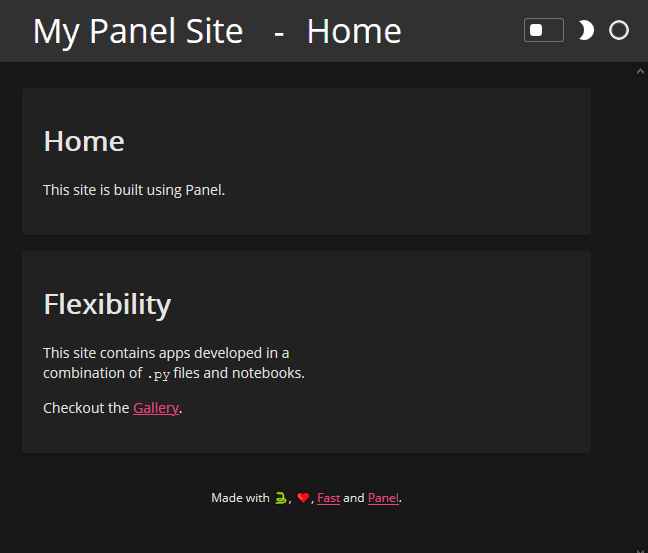 My Panel Site - Home
Home
This site is built using Panel.
Flexibility
This site contains apps developed in a
combination of .py files and notebooks.
Checkout the Gallery.
Made with 🐍, ❤️, Fast and Panel.